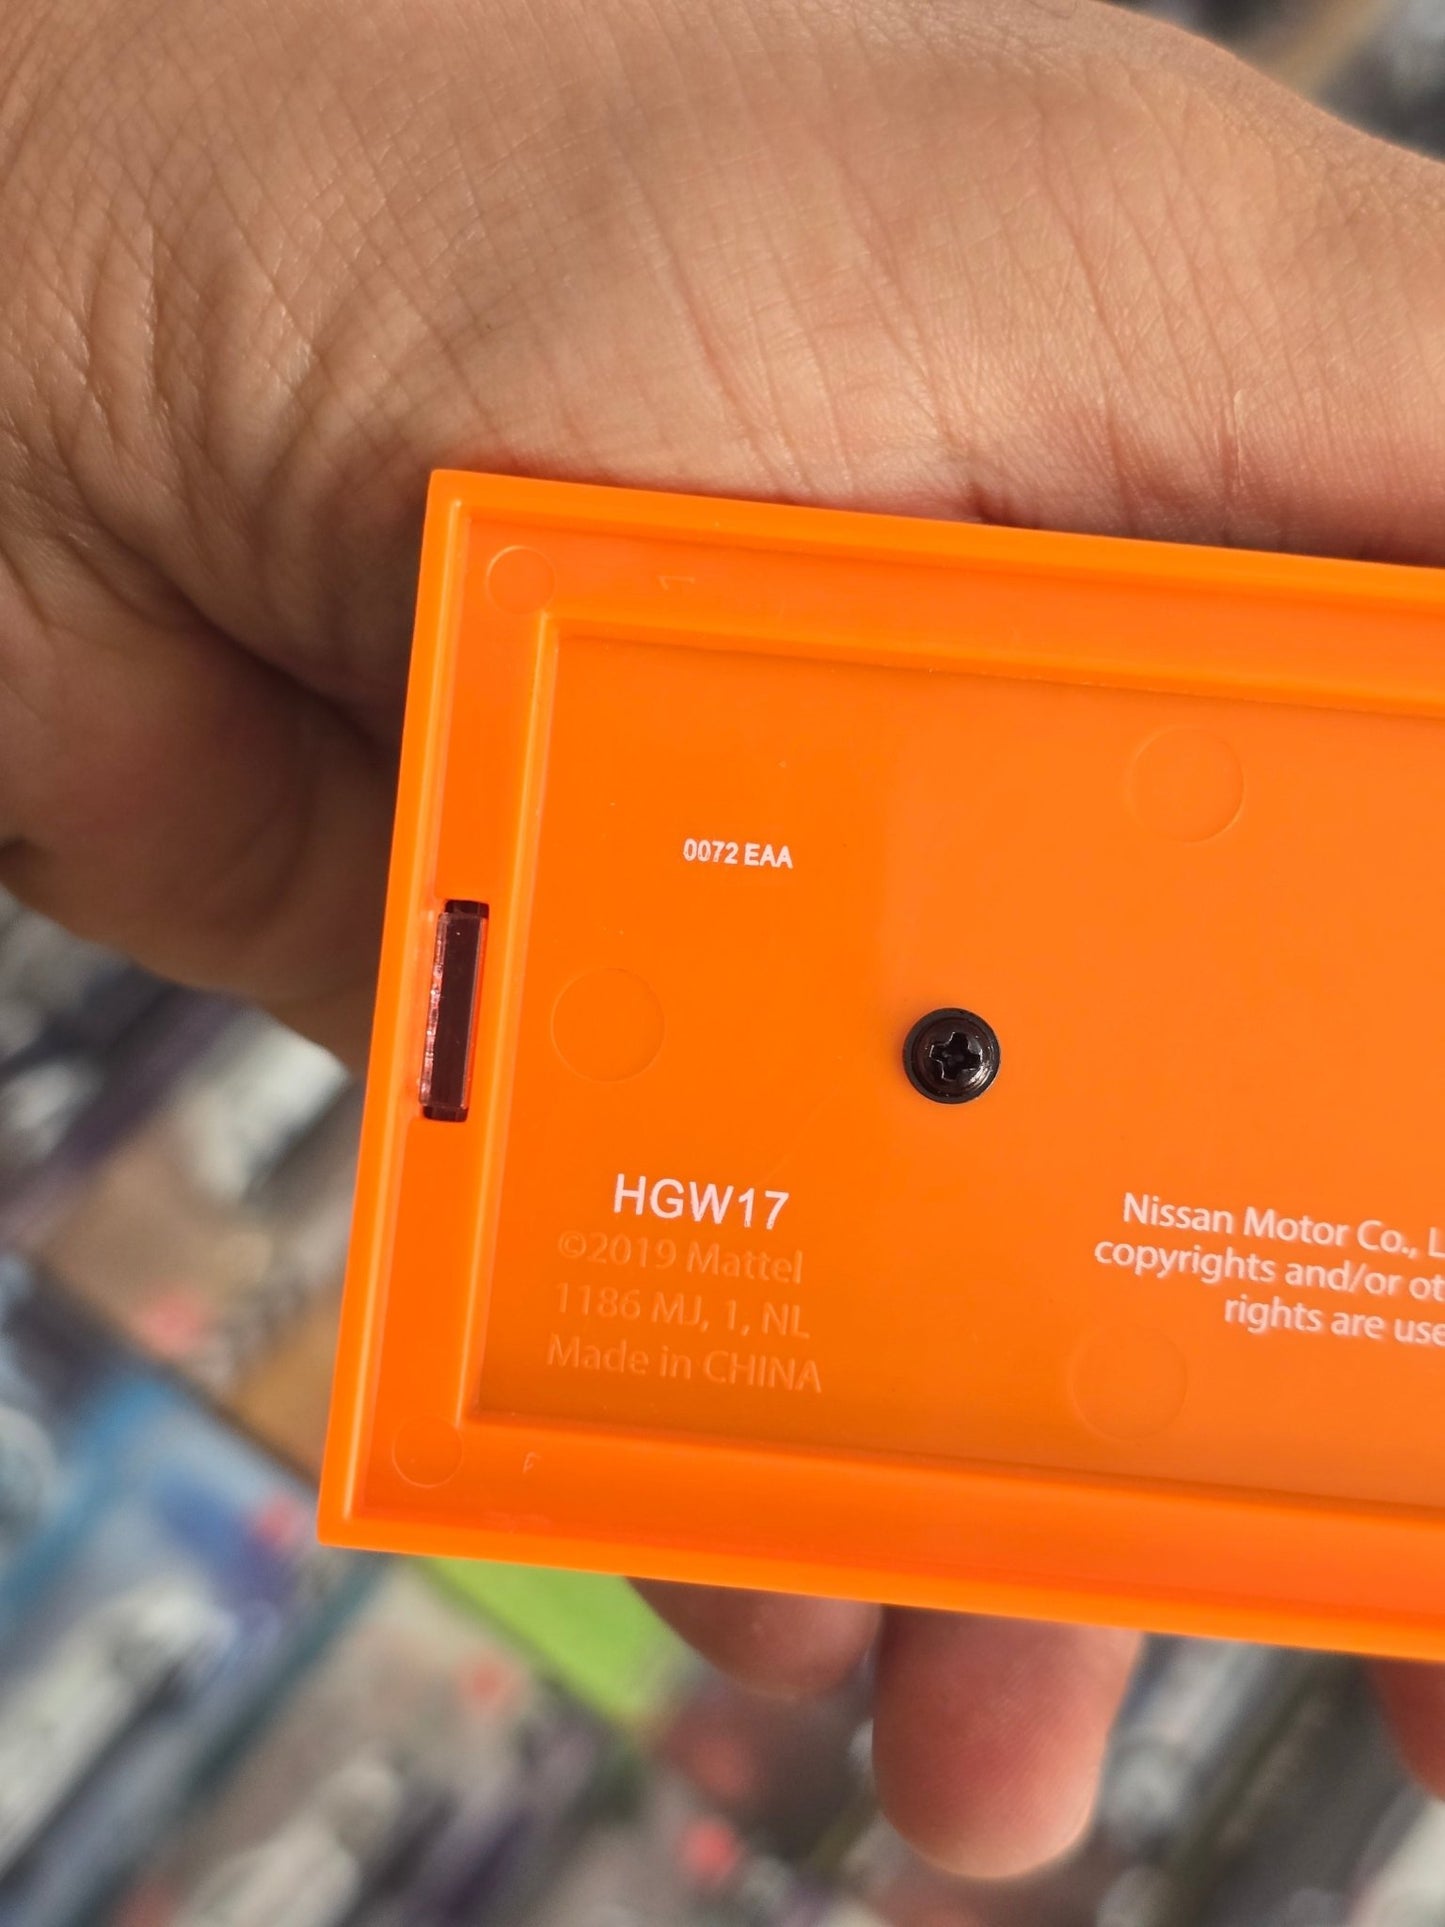 0072 EAA
HGW17
©2019 Mattel
1186 MJ, 1, NL
Made in CHINA
Nissan Motor Co.,
copyrights and/or
rights are